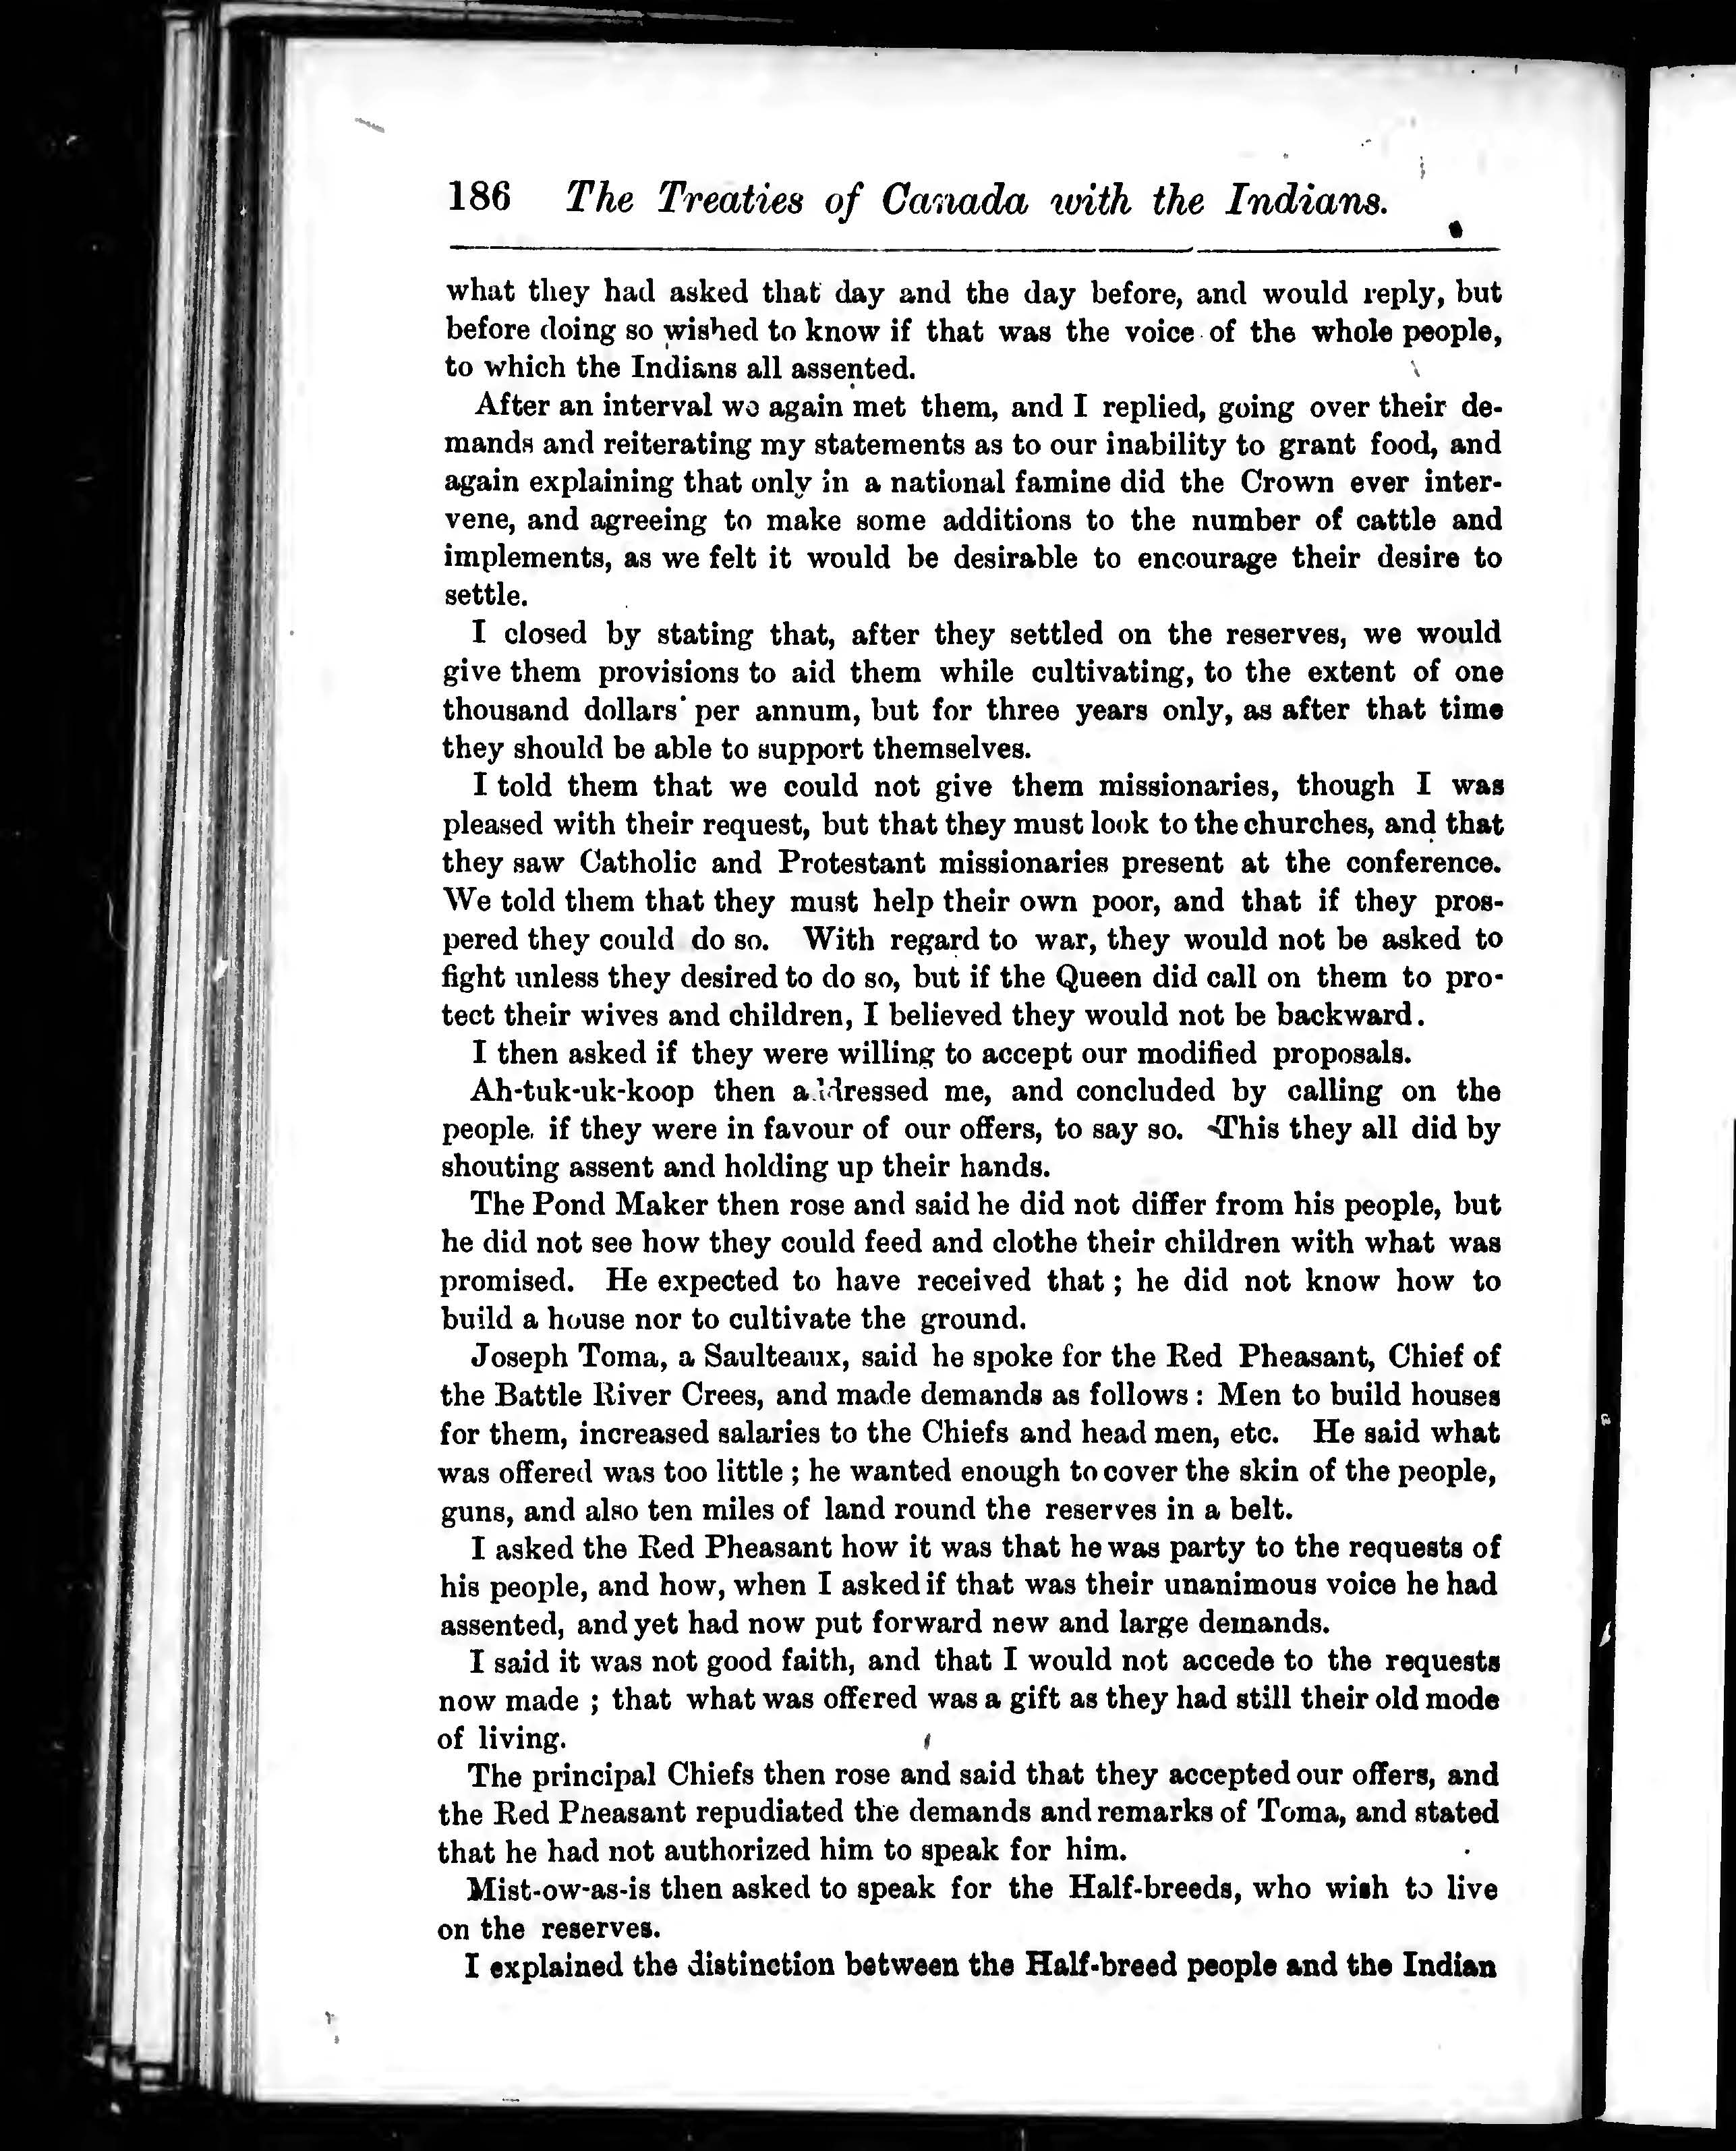 186 The Treaties of Canada with the Indians.
what they had asked that day and the day before, and would reply, but
before doing so wished to know if that was the voice of the whole people,
to which the Indians all assented.
After an interval we again met them, and I replied, going over their de-
mands and reiterating my statements as to our inability to grant food, and
again explaining that only in a national famine did the Crown ever inter-
vene, and agreeing to make some additions to the number of cattle and
implements, as we felt it would be desirable to encourage their desire to
settle.
I closed by stating that, after they settled on the reserves, we would
give them provisions to aid them while cultivating, to the extent of one
thousand dollars per annum, but for three years only, as after that time
they should be able to support themselves.
I told them that we could not give them missionaries, though I was
pleased with their request, but that they must look to the churches, and that
they saw Catholic and Protestant missionaries present at the conference.
We told them that they must help their own poor, and that if they pros-
pered they could do so. With regard to war, they would not be asked to
fight unless they desired to do so, but if the Queen did call on them to pro-
tect their wives and children, I believed they would not be backward.
I then asked if they were willing to accept our modified proposals.
Ah-tuk-uk-koop then addressed me, and concluded by calling on the
people, if they were in favour of our offers, to say so. This they all did by
shouting assent and holding up their hands.
The Pond Maker then rose and said he did not differ from his people, but
he did not see how they could feed and clothe their children with what was
promised. He expected to have received that ; he did not know how to
build a house nor to cultivate the ground.
Joseph Toma, a Saulteaux, said he spoke for the Red Pheasant, Chief of
the Battle River Crees, and made demands as follows : Men to build houses
for them, increased salaries to the Chiefs and head men, etc. He said what
was offered was too little ; he wanted enough to cover the skin of the people,
guns, and also ten miles of land round the reserves in a belt.
I asked the Red Pheasant how it was that he was party to the requests of
his people, and how, when I asked if that was their unanimous voice he had
assented, and yet had now put forward new and large demands.
I said it was not good faith, and that I would not accede to the requests
now made ; that what was offered was a gift as they had still their old mode
of living.
The principal Chiefs then rose and said that they accepted our offers, and
the Red Pheasant repudiated the demands and remarks of Toma, and stated
that he had not authorized him to speak for him.
Mist-ow-as-is then asked to speak for the Half-breeds, who wish to live
on the reserves.
I explained the distinction between the Half-breed people and the Indian